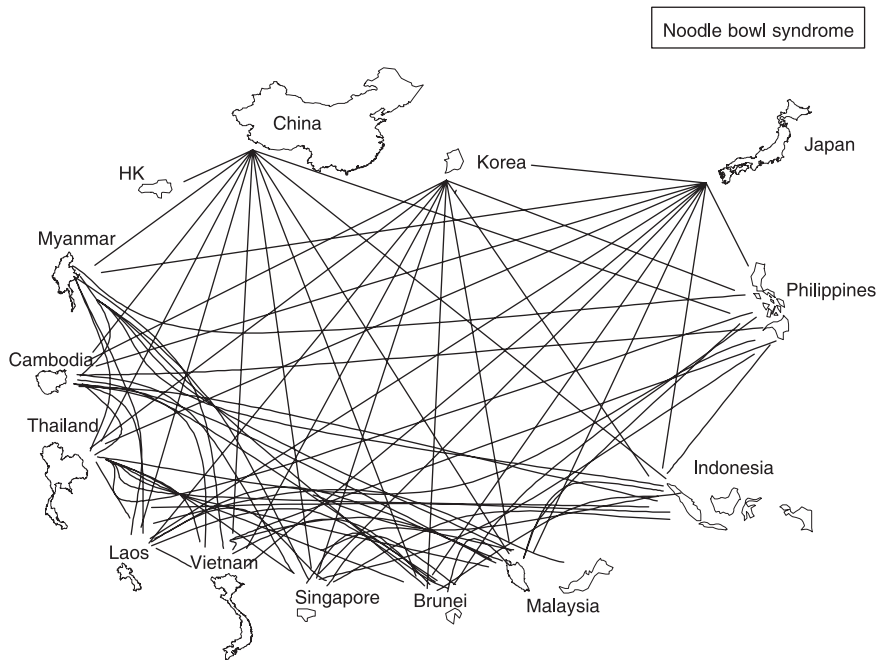 Noodle bowl syndrome
China
Japan
Korea
HK
Myanmar
Philippines
Cambodia
Thailand
Indonesia
Laos
Vietnam
Singapore
Brunei
Malaysia